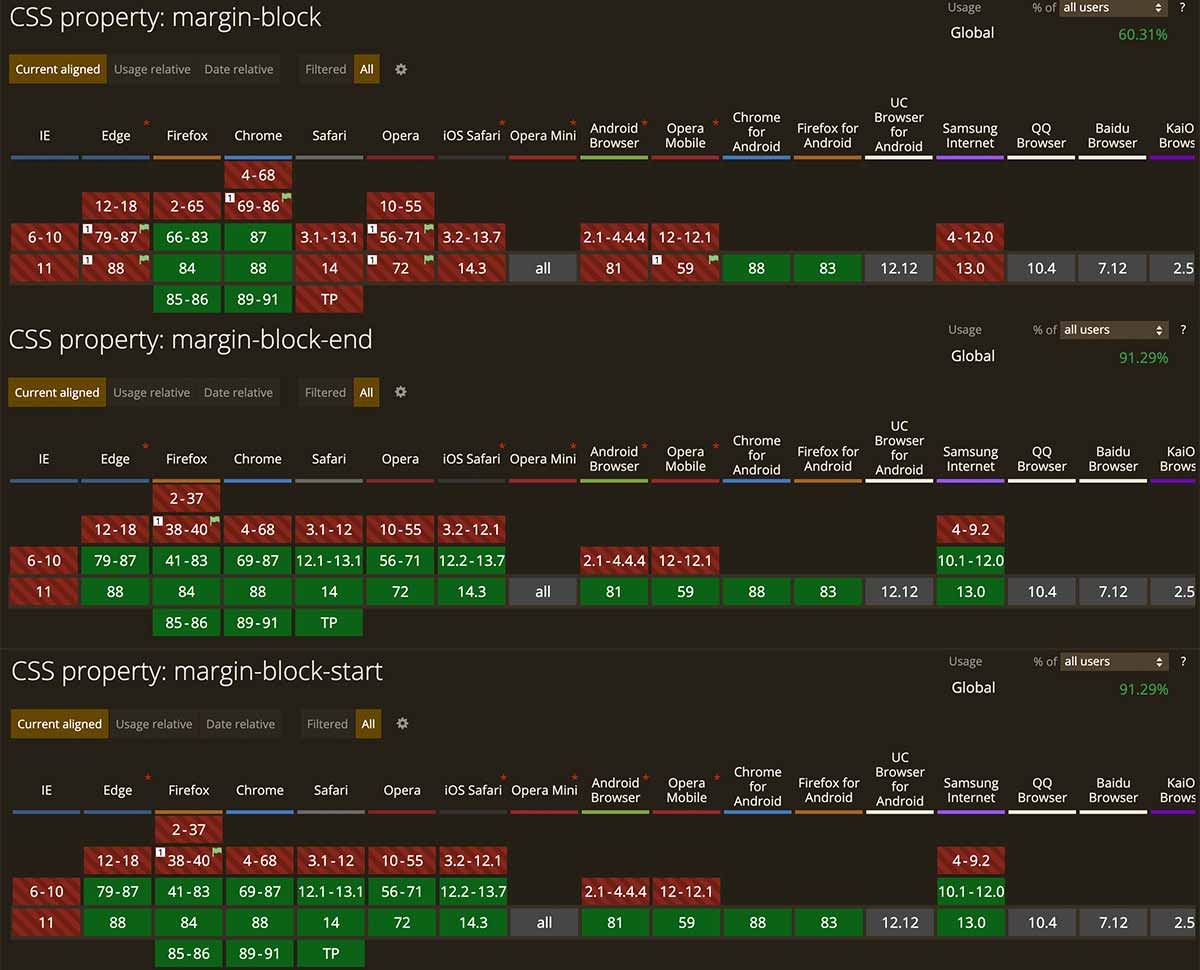 CSS property: margin-block
Usage % of all users ?
Global 60.31%
Current aligned Usage relative Date relative Filtered All
IE Edge * Firefox Chrome Safari Opera iOS Safari * Opera Mini * Android Browser * Opera Mobile * Chrome for Android Firefox for Android UC Browser for Android Samsung Internet QQ Browser Baidu Browser KaiO Brows
4-68
12-18 2-65 1 69-86 10-55
6-10 1 79-87 66-83 87 3.1-13.1 1 56-71 3.2-13.7 2.1-4.4.4 12-12.1 4-12.0
11 1 88 84 88 14 1 72 14.3 all 81 1 59 88 83 12.12 13.0 10.4 7.12 2.5
85-86 89-91 TP
CSS property: margin-block-end
Usage % of all users ?
Global 91.29%
Current aligned Usage relative Date relative Filtered All
IE Edge * Firefox Chrome Safari Opera iOS Safari * Opera Mini * Android Browser * Opera Mobile * Chrome for Android Firefox for Android UC Browser for Android Samsung Internet QQ Browser Baidu Browser KaiO Brows
2-37
12-18 1 38-40 4-68 3.1-12 10-55 3.2-12.1 4-9.2
6-10 79-87 41-83 69-87 12.1-13.1 56-71 12.2-13.7 2.1-4.4.4 12-12.1 10.1-12.0
11 88 84 88 14 72 14.3 all 81 59 88 83 12.12 13.0 10.4 7.12 2.5
85-86 89-91 TP
CSS property: margin-block-start
Usage % of all users ?
Global 91.29%
Current aligned Usage relative Date relative Filtered All
IE Edge * Firefox Chrome Safari Opera iOS Safari * Opera Mini * Android Browser * Opera Mobile * Chrome for Android Firefox for Android UC Browser for Android Samsung Internet QQ Browser Baidu Browser KaiO Brows
2-37
12-18 1 38-40 4-68 3.1-12 10-55 3.2-12.1 4-9.2
6-10 79-87 41-83 69-87 12.1-13.1 56-71 12.2-13.7 2.1-4.4.4 12-12.1 10.1-12.0
11 88 84 88 14 72 14.3 all 81 59 88 83 12.12 13.0 10.4 7.12 2.5
85-86 89-91 TP